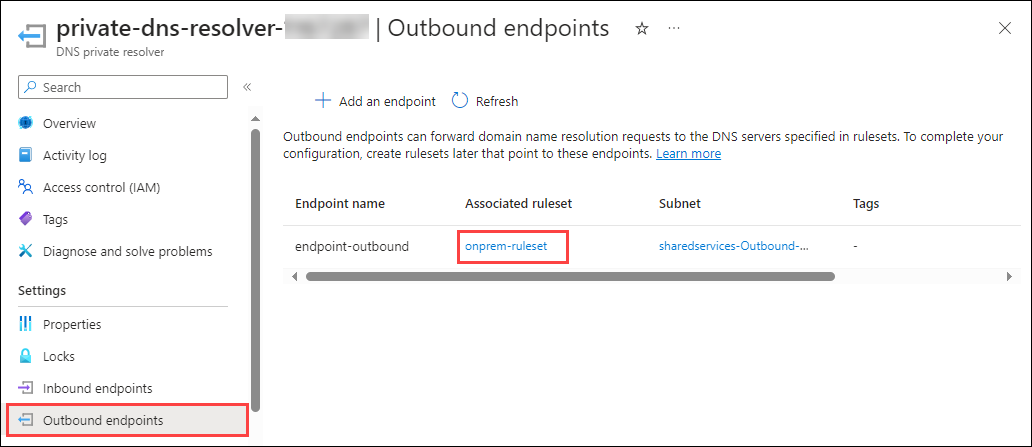 private-dns-resolver- | Outbound endpoints
DNS private resolver
Search
Overview
Activity log
Access control (IAM)
Tags
Diagnose and solve problems
Settings
Properties
Locks
Inbound endpoints
Outbound endpoints
Add an endpoint Refresh
Outbound endpoints can forward domain name resolution requests to the DNS servers specified in rulesets. To complete your
configuration, create rulesets later that point to these endpoints. Learn more
Endpoint name Associated ruleset Subnet Tags
endpoint-outbound onprem-ruleset sharedservices-Outbound-... -